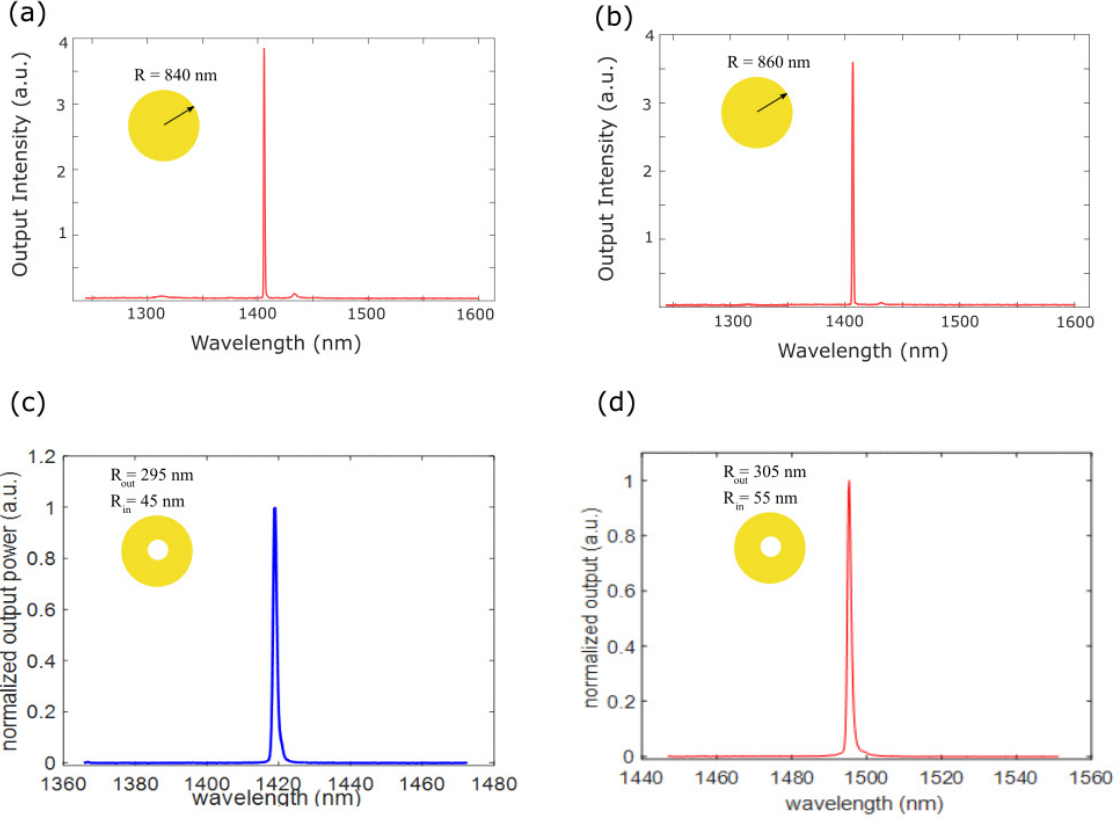 (a)
4
3
2
1
Output Intensity (a.u.)
R = 840 nm
1300
1400
1500
1600
Wavelength (nm)
(b)
4
3
2
1
Output Intensity (a.u.)
R = 860 nm
1300
1400
1500
1600
Wavelength (nm)
(c)
1.2
1
0.8
0.6
0.4
0.2
0
normalized output power (a.u.)
Rout= 295 nm
Rin= 45 nm
1360
1380
1400
1420
1440
1460
1480
wavelength (nm)
(d)
1
0.8
0.6
0.4
0.2
0
normalized output (a.u.)
Rout= 305 nm
Rin= 55 nm
1440
1460
1480
1500
1520
1540
1560
wavelength (nm)